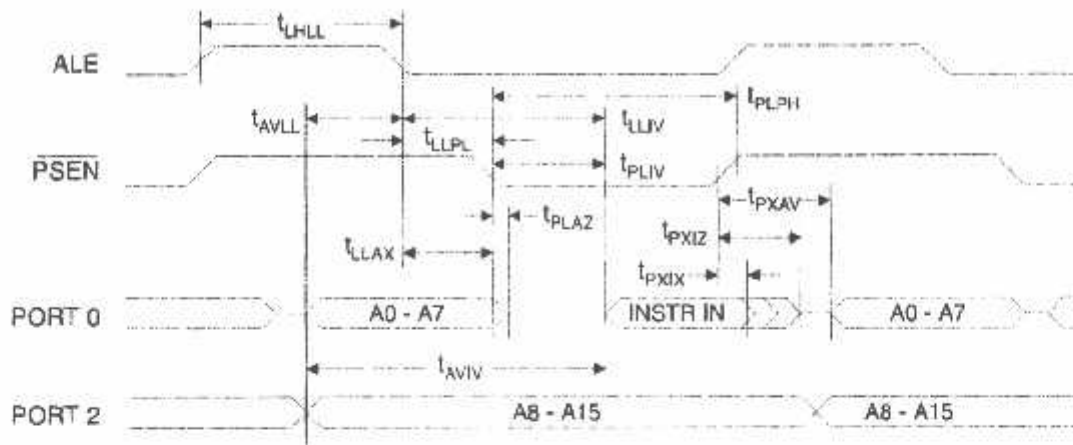 tLHLL
ALE
tPLPH
tAVLL
tLLIV
tLLPL
PSEN
tPLIV
tPXAV
tPLAZ
tPXIZ
tLLAX
tPXIX
PORT 0
A0 - A7
INSTR IN
A0 - A7
tAVIV
PORT 2
A8 - A15
A8 - A15